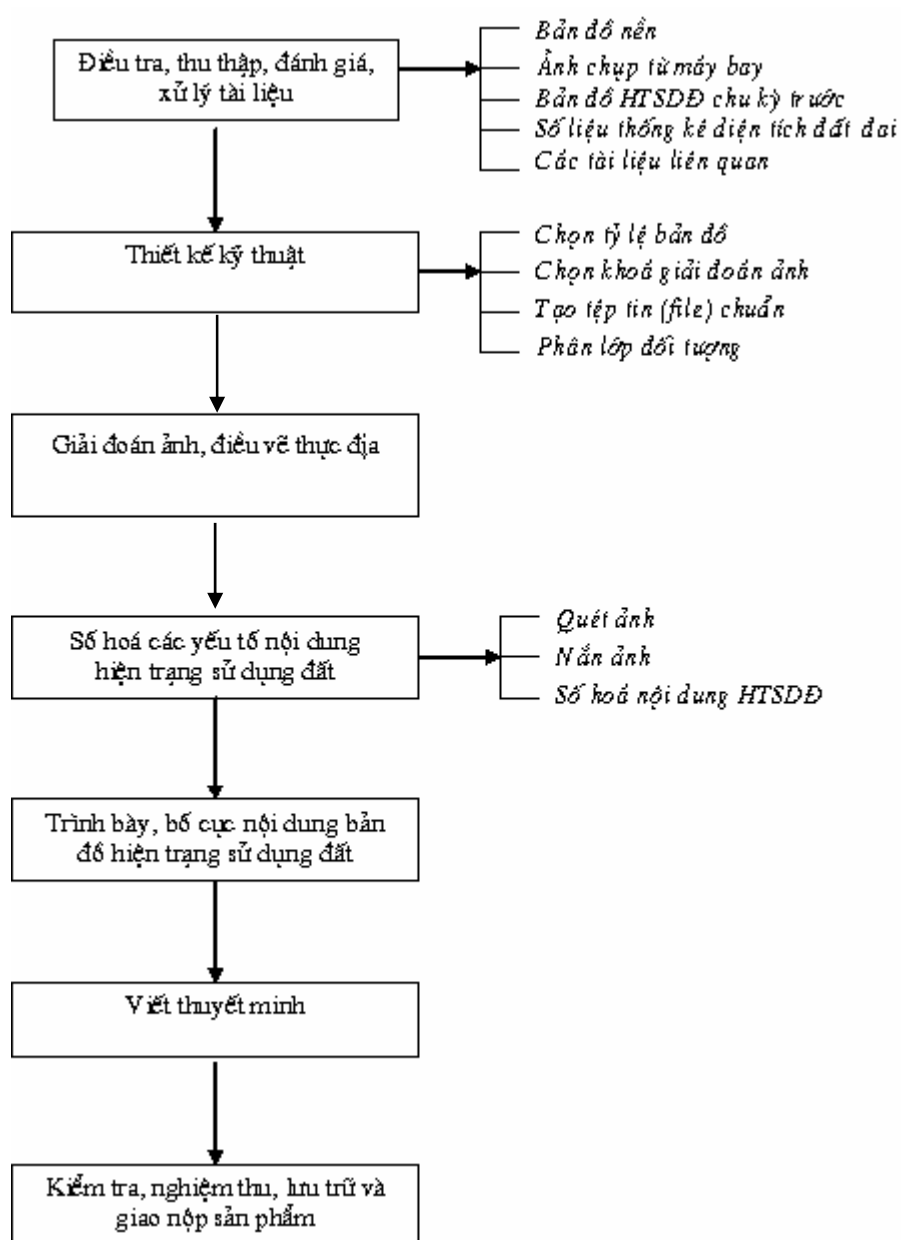 Điều tra, thu thập, đánh giá,
xử lý tài liệu
Bản đồ nền
Ảnh chụp từ máy bay
Bản đồ HTSDĐ chu kỳ trước
Số liệu thống kê diện tích đất đai
Các tài liệu liên quan
Thiết kế kỹ thuật
Chọn tỷ lệ bản đồ
Chọn khoá giải đoán ảnh
Tạo tệp tin (file) chuẩn
Phân lớp đối tượng
Giải đoán ảnh, điều vẽ thực địa
Số hoá các yếu tố nội dung
hiện trạng sử dụng đất
Quét ảnh
Nắn ảnh
Số hoá nội dung HTSDĐ
Trình bày, bố cục nội dung bản
đồ hiện trạng sử dụng đất
Viết thuyết minh
Kiểm tra, nghiệm thu, lưu trữ và
giao nộp sản phẩm